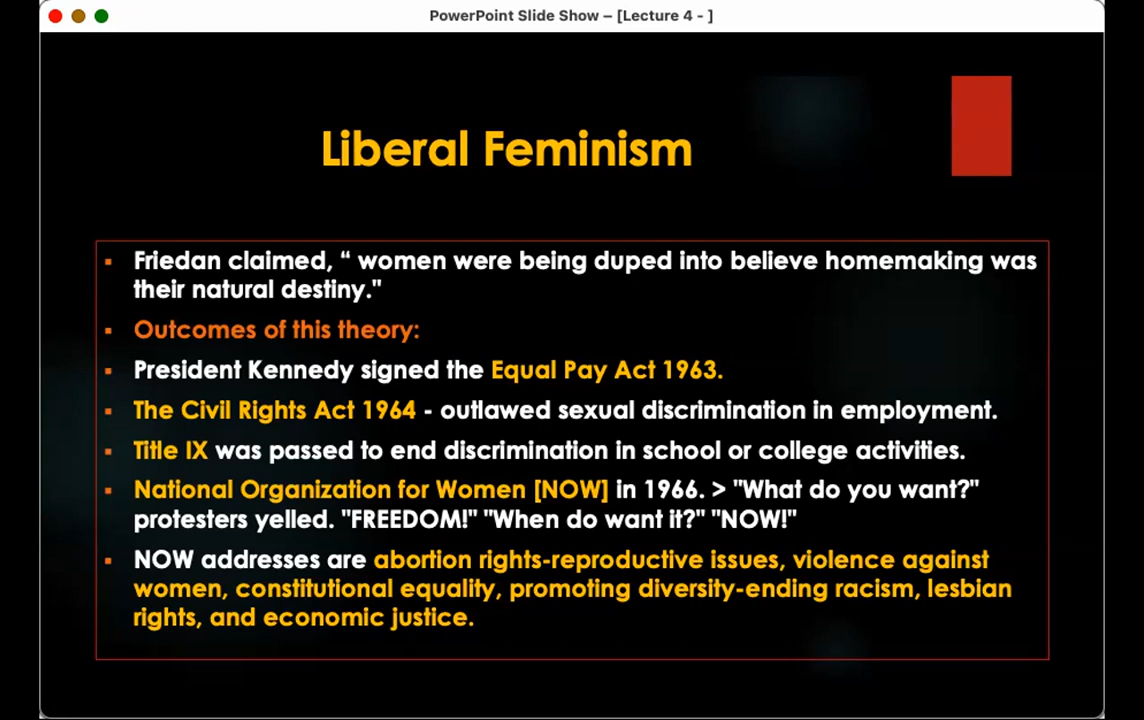 PowerPoint Slide Show – [Lecture 4 - ]
Liberal Feminism
▪ Friedan claimed, “ women were being duped into believe homemaking was
their natural destiny."
▪ Outcomes of this theory:
▪ President Kennedy signed the Equal Pay Act 1963.
▪ The Civil Rights Act 1964 - outlawed sexual discrimination in employment.
▪ Title IX was passed to end discrimination in school or college activities.
▪ National Organization for Women [NOW] in 1966. > "What do you want?"
protesters yelled. "FREEDOM!" "When do want it?" "NOW!"
▪ NOW addresses are abortion rights-reproductive issues, violence against
women, constitutional equality, promoting diversity-ending racism, lesbian
rights, and economic justice.